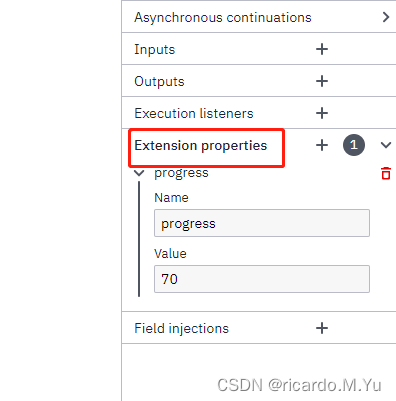 Asynchronous continuations
Inputs
Outputs
Execution listeners
Extension properties 1
progress
Name
progress
Value
70
Field injections
CSDN @ricardo.M.Yu